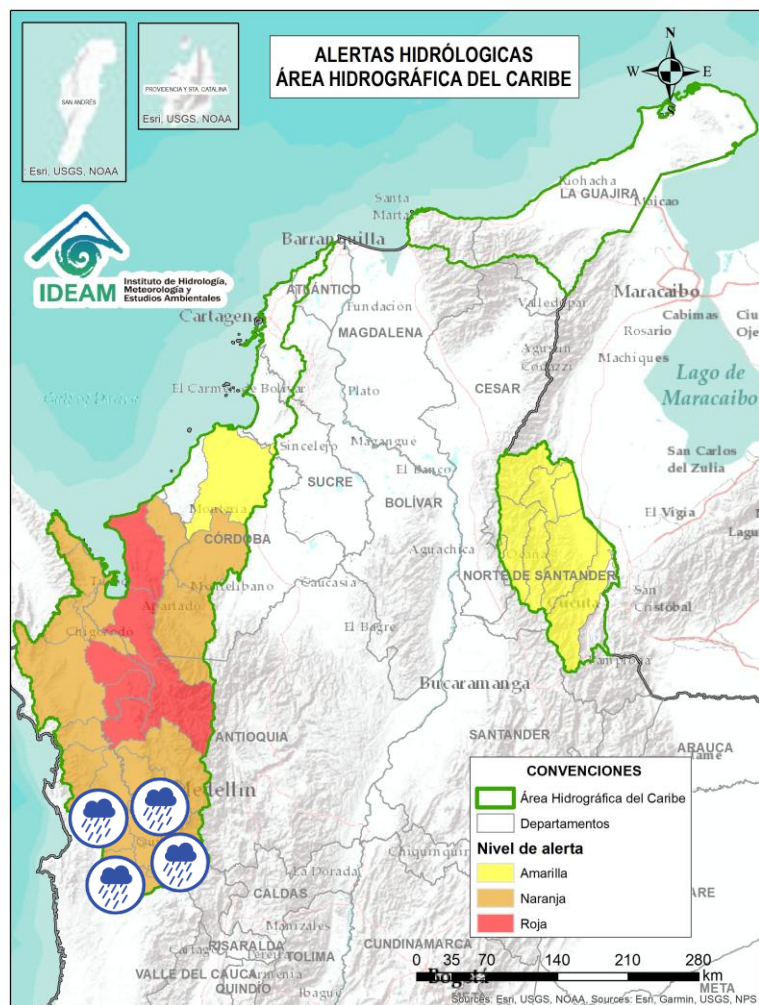 ALERTAS HIDRÓLOGICAS
ÁREA HIDROGRÁFICA DEL CARIBE
SAN ANDRÉS
Esri, USGS, NOAA
PROVIDENCIA Y STA. CATALINA
Esri, USGS, NOAA
N
W
E
S
IDEAM
Instituto de Hidrología,
Meteorología y
Estudios Ambientales
Riohacha
LA GUAJIRA
Maicao
Santa
Marta
Barranquilla
ATLÁNTICO
Cartagena
Fundación
MAGDALENA
Valledupar
Maracaibo
Cabimas
Rosario
Machiques
Agustín
Codazzi
CESAR
Lago de
Maracaibo
El Carmen de Bolívar
Plato
Sincelejo
Magangué
El Banco
SUCRE
BOLÍVAR
San Carlos
del Zulia
El Vigía
Montería
CÓRDOBA
Aguachica
Ocaña
NORTE DE SANTANDER
Cúcuta
San
Cristóbal
Montelíbano
Caucasia
Apartadó
Chigorodó
El Bagre
Pamplona
Bucaramanga
ANTIOQUIA
SANTANDER
ARAUCA
Medellín
La Dorada
CALDAS
Manizales
RISARALDA
Pereira
TOLIMA
CUNDINAMARCA
VALLE DEL CAUCA
Armenia
QUINDÍO
Ibagué
Bogotá
META
CONVENCIONES
Área Hidrográfica del Caribe
Departamentos
Nivel de alerta
Amarilla
Naranja
Roja
0 35 70 140 210 280
km
Sources: Esri, USGS, NOAA, Sources: Esri, Garmin, USGS, NPS